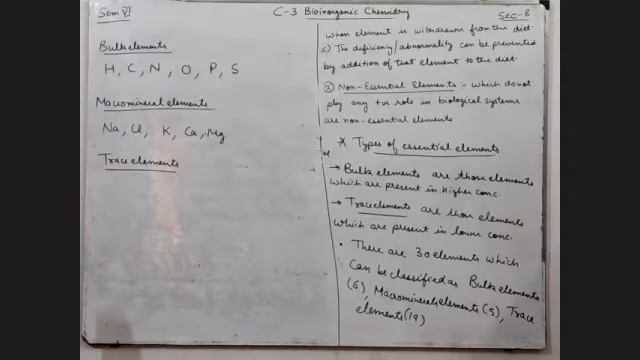 Sem VI
C-3 Bioinorganic Chemistry
Sec-B
Bulk elements
H, C, N, O, P, S
Macromineral elements
Na, Cl, K, Ca, Mg
Trace elements
when element is withdrawn from the diet.
c) The deficiency/abnormality can be prevented
by addition of that element to the diet.
② Non-Essential Elements :- which do not
play any +ve role in biological systems
are non-essential elements
* Types of essential elements
→ Bulk elements are those elements
which are present in Higher conc.
→ Trace elements are those elements
which are present in lower conc.
• There are 30 elements which
Can be classified as Bulk elements
(6), Macromineral elements (5), Trace
elements (19)